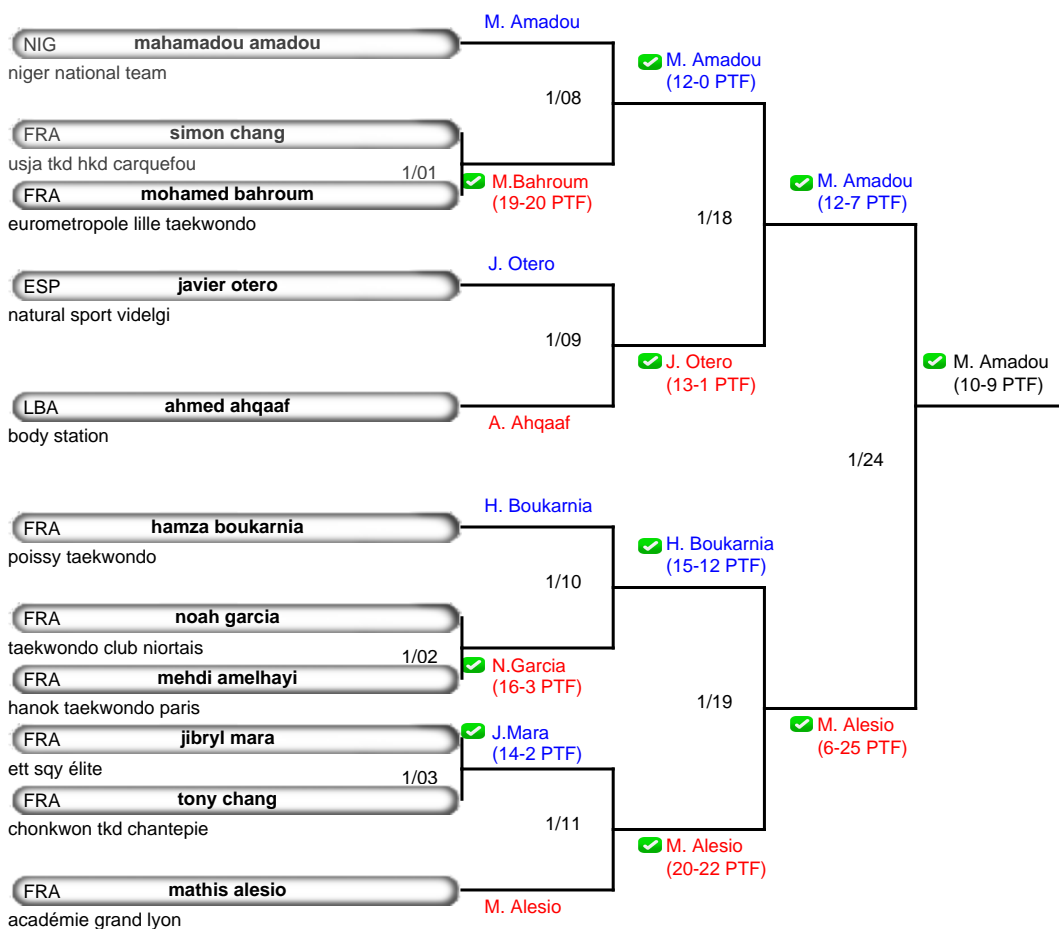 M. Amadou
NIG mahamadou amadou
niger national team
M. Amadou
(12-0 PTF)
1/08
FRA simon chang
usja tkd hkd carquefou
1/01
FRA mohamed bahroum
eurometropole lille taekwondo
M.Bahroum
(19-20 PTF)
M. Amadou
(12-7 PTF)
1/18
J. Otero
ESP javier otero
natural sport videlgi
1/09
J. Otero
(13-1 PTF)
M. Amadou
(10-9 PTF)
LBA ahmed ahqaaf
body station
A. Ahqaaf
1/24
H. Boukarnia
FRA hamza boukarnia
poissy taekwondo
H. Boukarnia
(15-12 PTF)
1/10
FRA noah garcia
taekwondo club niortais
1/02
FRA mehdi amelhayi
hanok taekwondo paris
N.Garcia
(16-3 PTF)
1/19
M. Alesio
(6-25 PTF)
FRA jibryl mara
ett sqy élite
J.Mara
(14-2 PTF)
1/03
FRA tony chang
chonkwon tkd chantepie
1/11
M. Alesio
(20-22 PTF)
FRA mathis alesio
académie grand lyon
M. Alesio